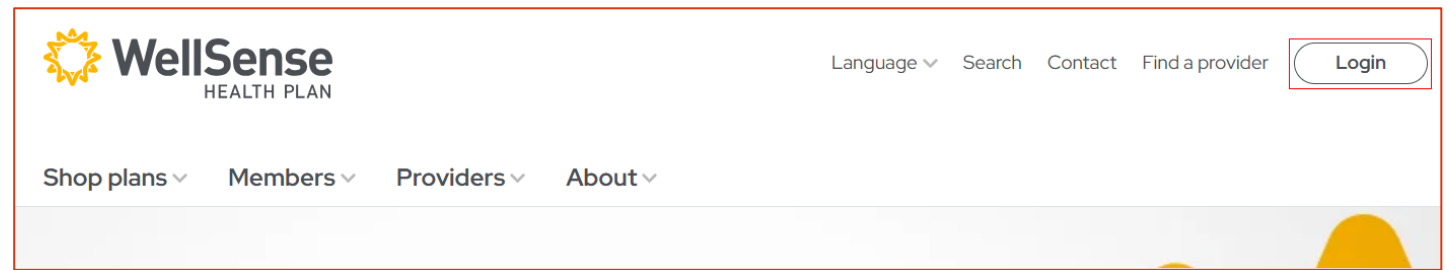 WellSense
HEALTH PLAN
Language Search Contact Find a provider Login
Shop plans Members Providers About